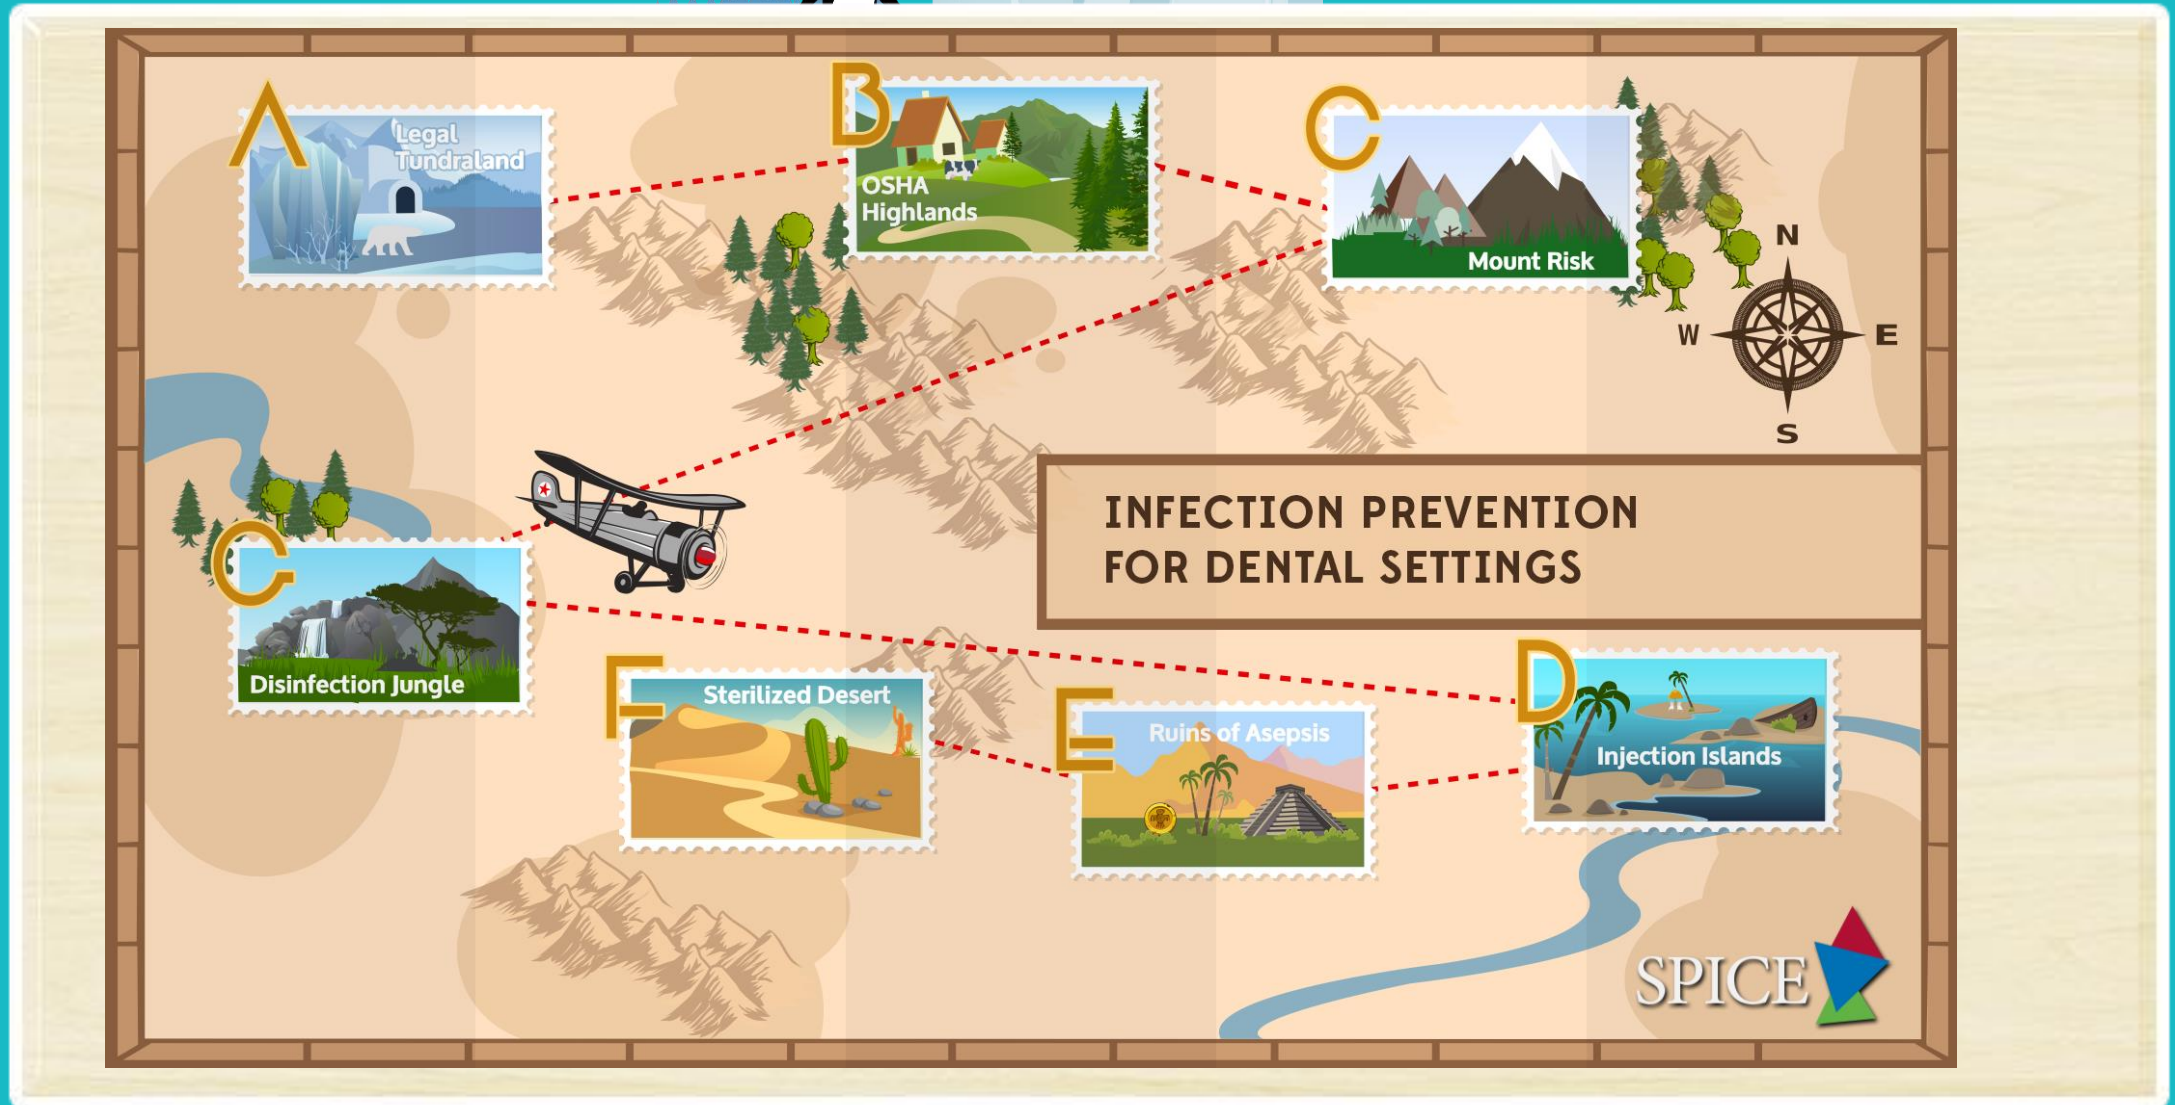 A
Legal
Tundraland
B
OSHA
Highlands
C
Mount Risk
N
W
E
S
INFECTION PREVENTION
FOR DENTAL SETTINGS
G
Disinfection Jungle
F
Sterilized Desert
E
Ruins of Asepsis
D
Injection Islands
SPICE